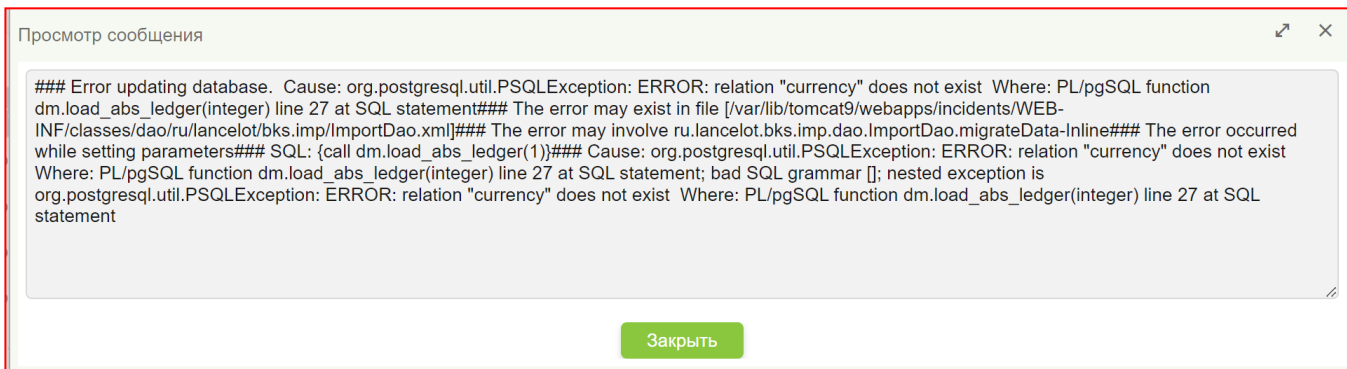 Просмотр сообщения
### Error updating database.  Cause: org.postgresql.util.PSQLException: ERROR: relation "currency" does not exist  Where: PL/pgSQL function
dm.load_abs_ledger(integer) line 27 at SQL statement### The error may exist in file [/var/lib/tomcat9/webapps/incidents/WEB-
INF/classes/dao/ru/lancelot/bks.imp/ImportDao.xml]### The error may involve ru.lancelot.bks.imp.dao.ImportDao.migrateData-Inline### The error occurred
while setting parameters### SQL: {call dm.load_abs_ledger(1)}### Cause: org.postgresql.util.PSQLException: ERROR: relation "currency" does not exist
Where: PL/pgSQL function dm.load_abs_ledger(integer) line 27 at SQL statement; bad SQL grammar []; nested exception is
org.postgresql.util.PSQLException: ERROR: relation "currency" does not exist  Where: PL/pgSQL function dm.load_abs_ledger(integer) line 27 at SQL
statement
Закрыть